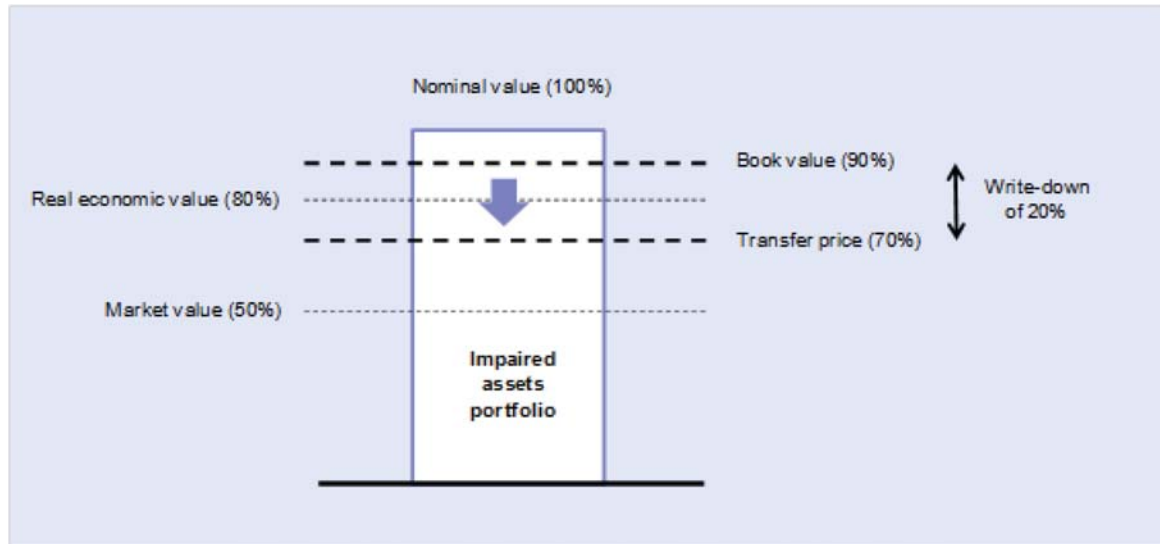 Nominal value (100%)
Book value (90%)
Real economic value (80%)
Write-down
of 20%
Transfer price (70%)
Market value (50%)
Impaired
assets
portfolio